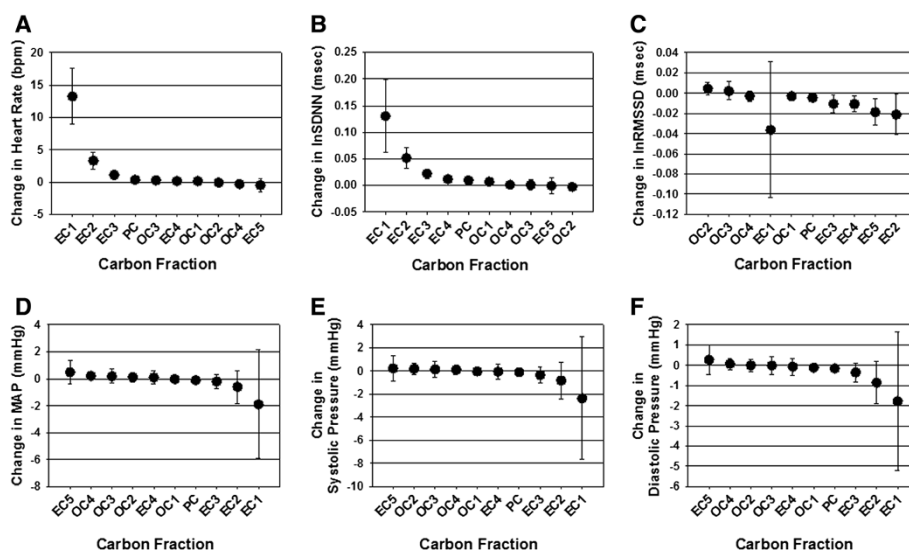 A
B
C
Change in Heart Rate (bpm)
20
15
10
5
0
-5
EC1 EC2 EC3 PC OC3 EC4 OC1 OC2 OC4 EC5
Carbon Fraction
Change in lnSDNN (msec)
0.25
0.20
0.15
0.10
0.05
0.00
-0.05
EC1 EC2 EC3 EC4 PC OC1 OC4 OC3 EC5 OC2
Carbon Fraction
Change in lnRMSSD (msec)
0.04
0.02
0.00
-0.02
-0.04
-0.06
-0.08
-0.10
-0.12
OC2 OC3 OC4 EC1 OC1 PC EC3 EC4 EC5 EC2
Carbon Fraction
D
E
F
Change in MAP (mmHg)
4
2
0
-2
-4
-6
-8
EC5 OC4 OC3 OC2 EC4 OC1 PC EC3 EC2 EC1
Carbon Fraction
Change in
Systolic Pressure (mmHg)
4
2
0
-2
-4
-6
-8
-10
EC5 OC2 OC3 OC4 OC1 EC4 PC EC3 EC2 EC1
Carbon Fraction
Change in
Diastolic Pressure (mmHg)
2
1
0
-1
-2
-3
-4
-5
-6
EC5 OC4 OC2 OC3 EC4 OC1 PC EC3 EC2 EC1
Carbon Fraction